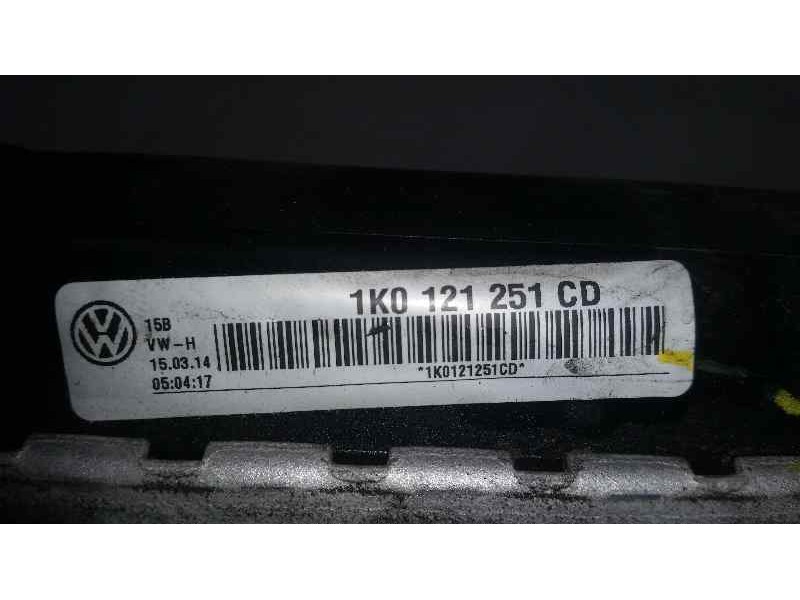 1K0 121 251 CD
15B
VW-H
15.03.14
05:04:17
*1K0121251CD*